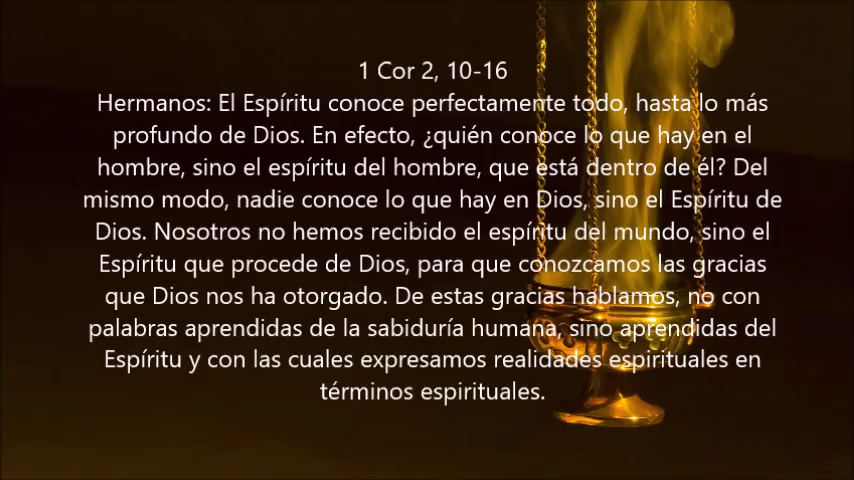 1 Cor 2, 10-16
Hermanos: El Espíritu conoce perfectamente todo, hasta lo más
profundo de Dios. En efecto, ¿quién conoce lo que hay en el
hombre, sino el espíritu del hombre, que está dentro de él? Del
mismo modo, nadie conoce lo que hay en Dios, sino el Espíritu de
Dios. Nosotros no hemos recibido el espíritu del mundo, sino el
Espíritu que procede de Dios, para que conozcamos las gracias
que Dios nos ha otorgado. De estas gracias hablamos, no con
palabras aprendidas de la sabiduría humana, sino aprendidas del
Espíritu y con las cuales expresamos realidades espirituales en
términos espirituales.